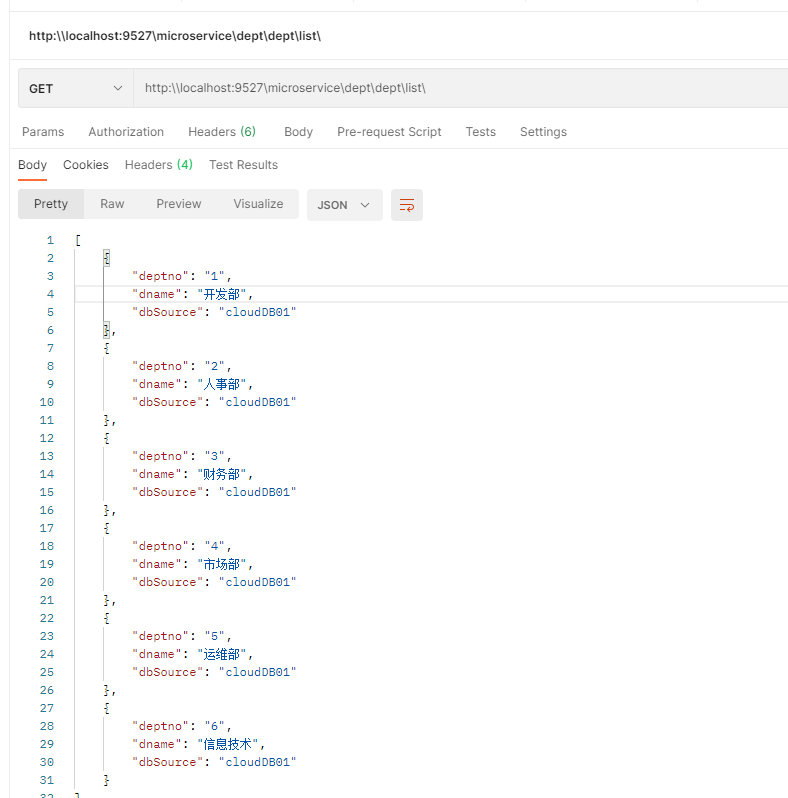 http:\\localhost:9527\microservice\dept\dept\list\
GET http:\\localhost:9527\microservice\dept\dept\list\
Params Authorization Headers (6) Body Pre-request Script Tests Settings
Body Cookies Headers (4) Test Results
Pretty Raw Preview Visualize JSON
1 [
2 {
3 "deptno": "1",
4 "dname": "开发部",
5 "dbSource": "cloudDB01"
6 },
7 {
8 "deptno": "2",
9 "dname": "人事部",
10 "dbSource": "cloudDB01"
11 },
12 {
13 "deptno": "3",
14 "dname": "财务部",
15 "dbSource": "cloudDB01"
16 },
17 {
18 "deptno": "4",
19 "dname": "市场部",
20 "dbSource": "cloudDB01"
21 },
22 {
23 "deptno": "5",
24 "dname": "运维部",
25 "dbSource": "cloudDB01"
26 },
27 {
28 "deptno": "6",
29 "dname": "信息技术",
30 "dbSource": "cloudDB01"
31 }
32 ]